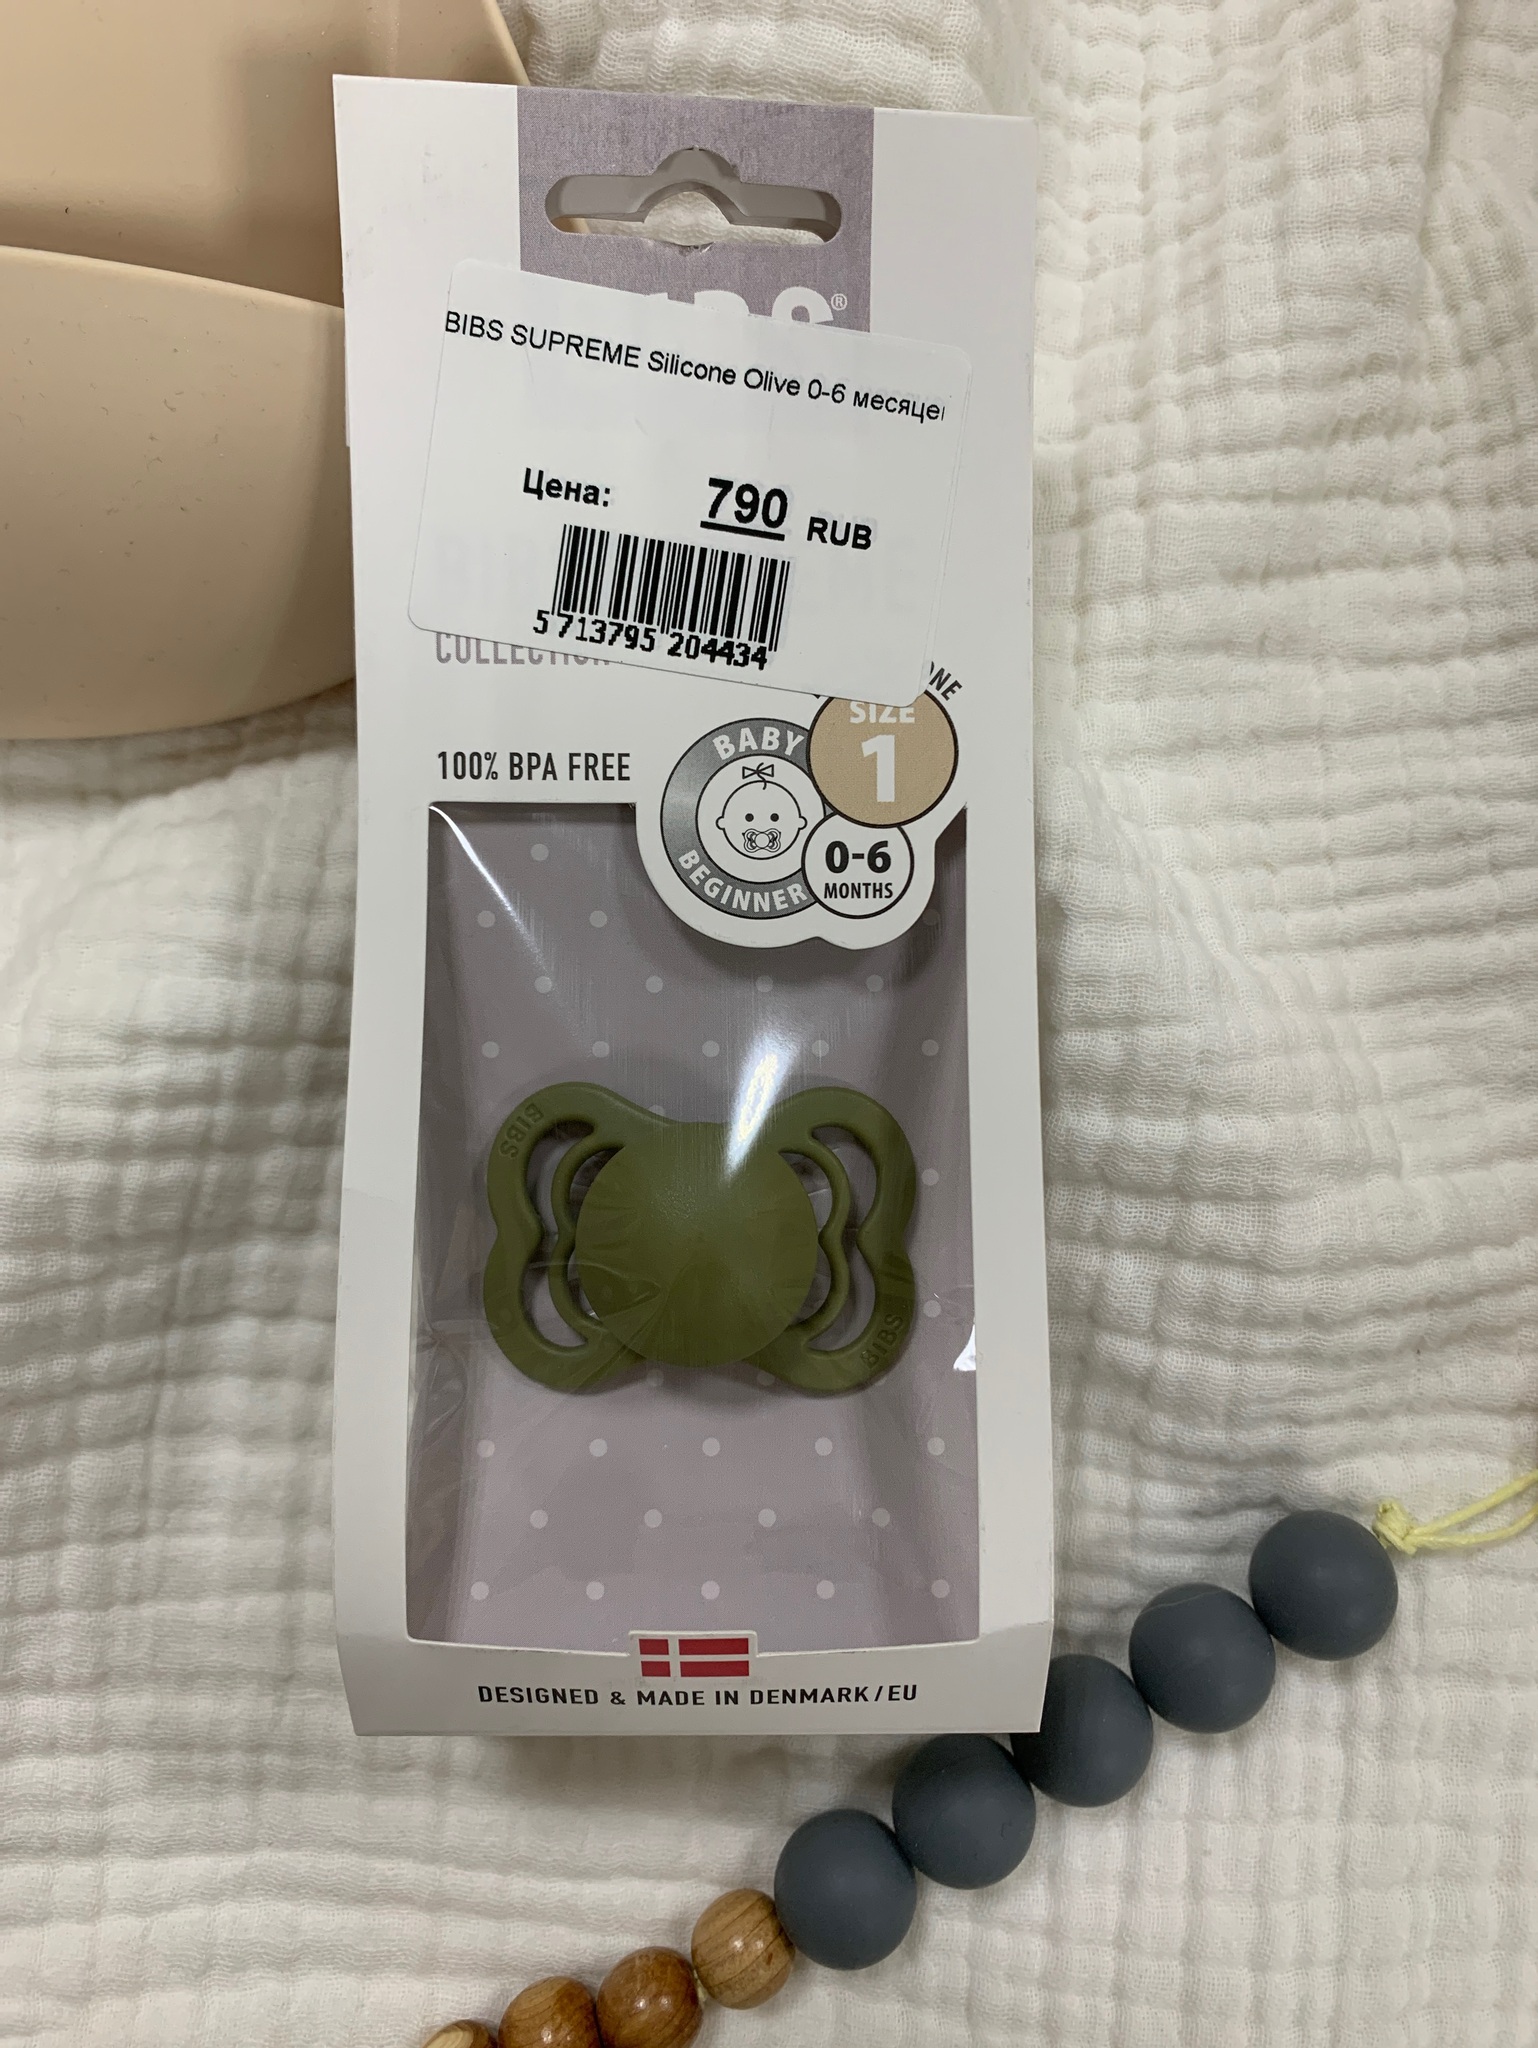 BIBS SUPREME Silicone Olive 0-6
Цена: 790 RUB
5 713795 204434
COLLECTION
100% BPA FREE
BABY
BEGINNER
SIZE
1
0-6
MONTHS
BIBS
BIBS
DESIGNED & MADE IN DENMARK/EU